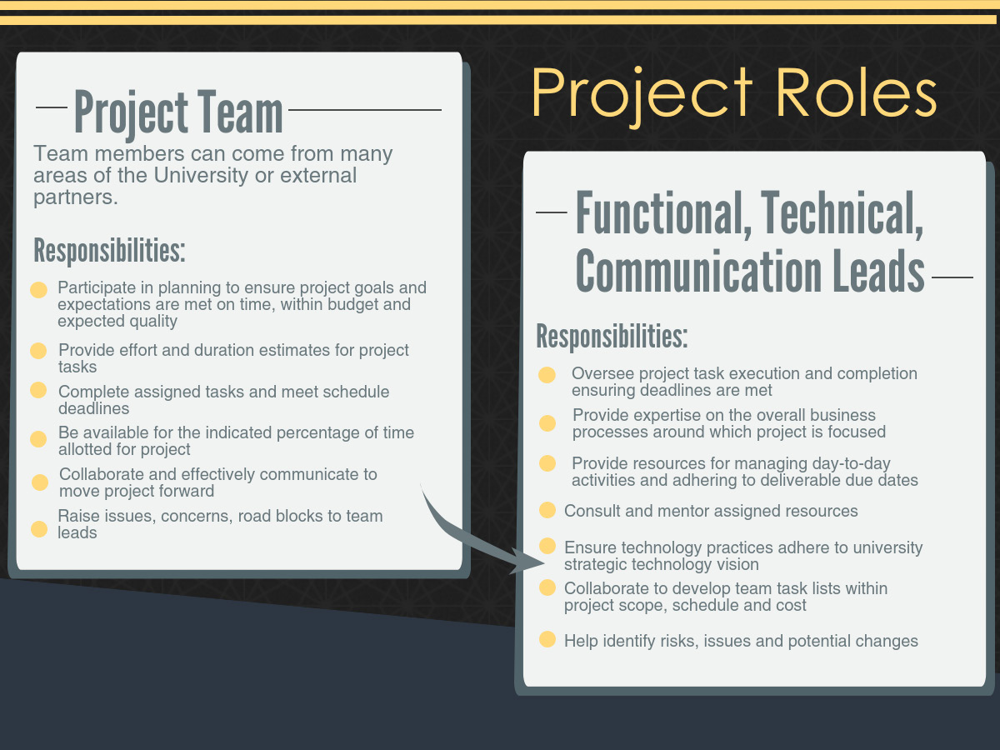 Project Roles
Project Team
Team members can come from many
areas of the University or external
partners.
Responsibilities:
Participate in planning to ensure project goals and
expectations are met on time, within budget and
expected quality
Provide effort and duration estimates for project
tasks
Complete assigned tasks and meet schedule
deadlines
Be available for the indicated percentage of time
allotted for project
Collaborate and effectively communicate to
move project forward
Raise issues, concerns, road blocks to team
leads
Functional, Technical,
Communication Leads
Responsibilities:
Oversee project task execution and completion
ensuring deadlines are met
Provide expertise on the overall business
processes around which project is focused
Provide resources for managing day-to-day
activities and adhering to deliverable due dates
Consult and mentor assigned resources
Ensure technology practices adhere to university
strategic technology vision
Collaborate to develop team task lists within
project scope, schedule and cost
Help identify risks, issues and potential changes